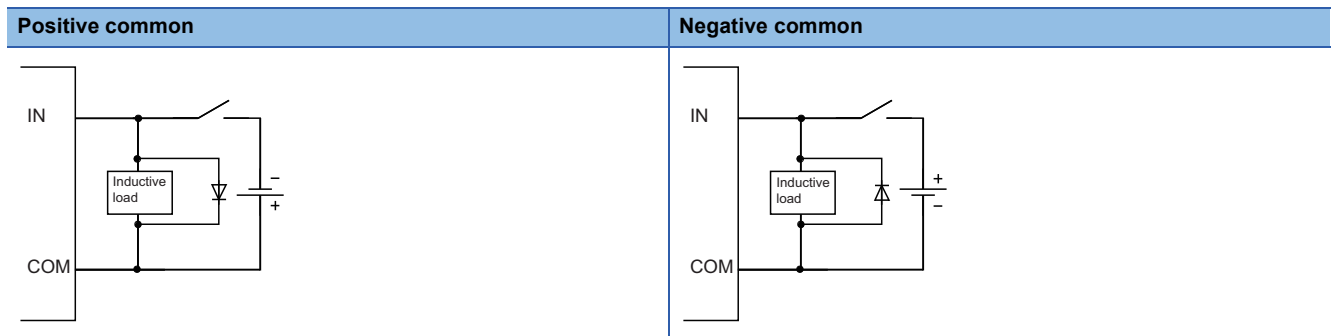 Positive common
Negative common
IN
Inductive
load
−
+
COM
IN
Inductive
load
+
−
COM